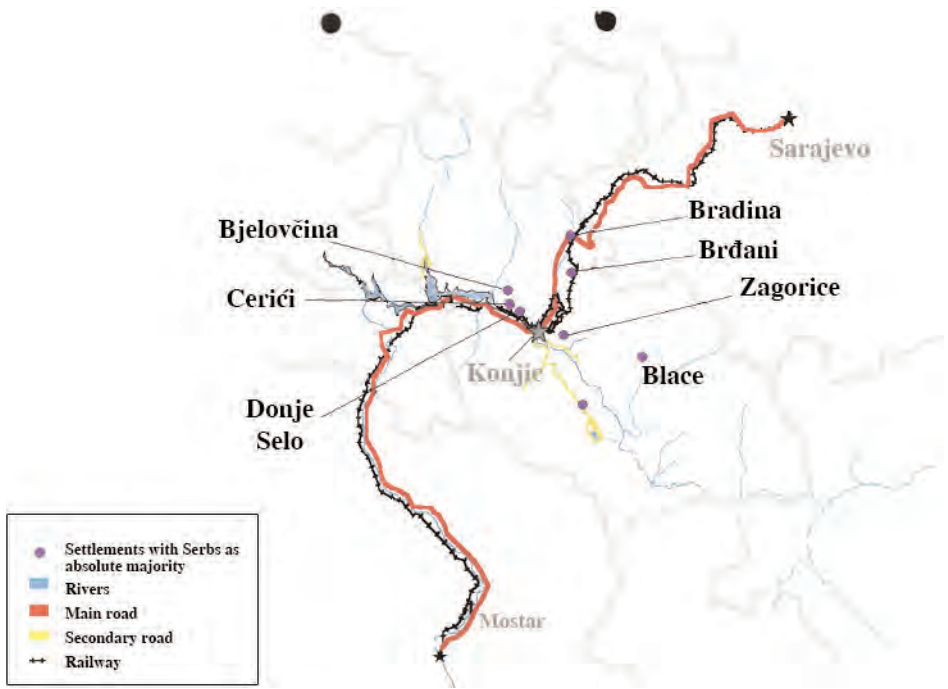 Sarajevo
Bradina
Bjelovčina
Brđani
Cerići
Zagorice
Konjic
Blace
Donje
Selo
Mostar
Settlements with Serbs as
absolute majority
Rivers
Main road
Secondary road
Railway